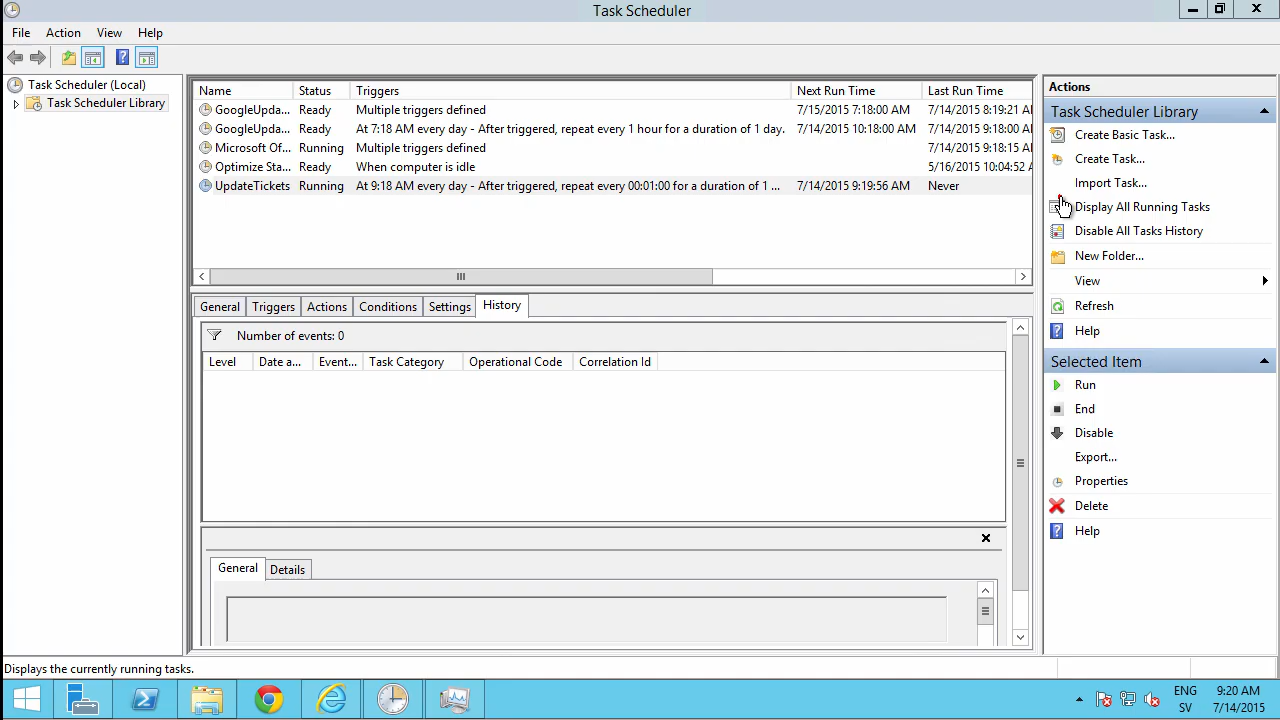 Task Scheduler
File Action View Help
Task Scheduler (Local)
Task Scheduler Library
Name Status Triggers Next Run Time Last Run Time
GoogleUpda... Ready Multiple triggers defined 7/15/2015 7:18:00 AM 7/14/2015 8:19:21 A
GoogleUpda... Ready At 7:18 AM every day - After triggered, repeat every 1 hour for a duration of 1 day. 7/14/2015 10:18:00 AM 7/14/2015 9:18:00 A
Microsoft Of... Running Multiple triggers defined 7/14/2015 9:18:15 A
Optimize Sta... Ready When computer is idle 5/16/2015 10:04:52 A
UpdateTickets Running At 9:18 AM every day - After triggered, repeat every 00:01:00 for a duration of 1 ... 7/14/2015 9:19:56 AM Never
General Triggers Actions Conditions Settings History
Number of events: 0
Level Date a... Event... Task Category Operational Code Correlation Id
General Details
Actions
Task Scheduler Library
Create Basic Task...
Create Task...
Import Task...
Display All Running Tasks
Disable All Tasks History
New Folder...
View
Refresh
Help
Selected Item
Run
End
Disable
Export...
Properties
Delete
Help
Displays the currently running tasks.
ENG 9:20 AM
SV 7/14/2015